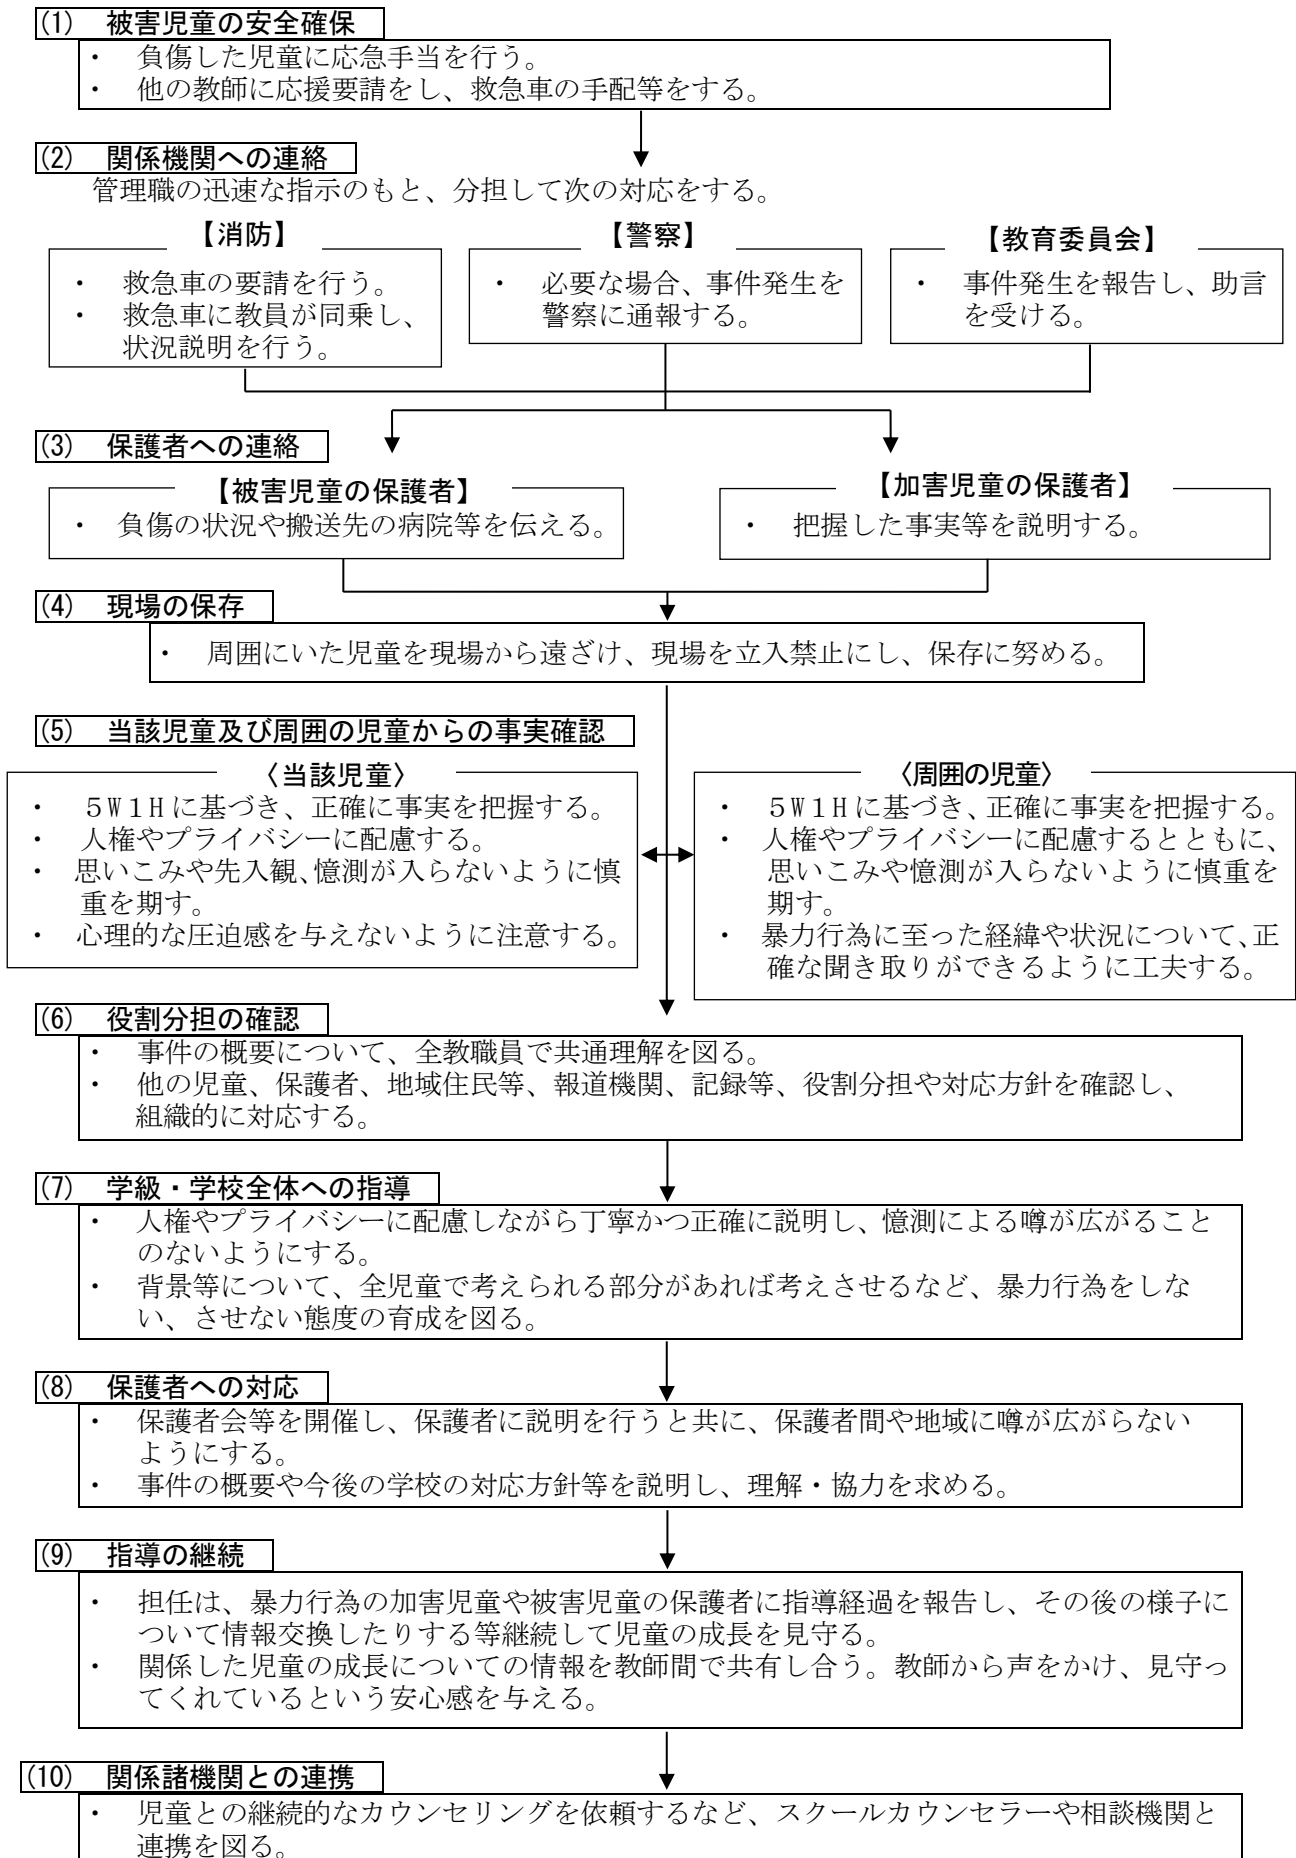 (1) 被害児童の安全確保
・ 負傷した児童に応急手当を行う。
・ 他の教師に応援要請をし、救急車の手配等をする。
(2) 関係機関への連絡
管理職の迅速な指示のもと、分担して次の対応をする。
【消防】
・ 救急車の要請を行う。
・ 救急車に教員が同乗し、
状況説明を行う。
【警察】
・ 必要な場合、事件発生を
警察に通報する。
【教育委員会】
・ 事件発生を報告し、助言
を受ける。
(3) 保護者への連絡
【被害児童の保護者】
・ 負傷の状況や搬送先の病院等を伝える。
【加害児童の保護者】
・ 把握した事実等を説明する。
(4) 現場の保存
・ 周囲にいた児童を現場から遠ざけ、現場を立入禁止にし、保存に努める。
(5) 当該児童及び周囲の児童からの事実確認
〈当該児童〉
・ 5W1Hに基づき、正確に事実を把握する。
・ 人権やプライバシーに配慮する。
・ 思いこみや先入観、憶測が入らないように慎
重を期す。
・ 心理的な圧迫感を与えないように注意する。
〈周囲の児童〉
・ 5W1Hに基づき、正確に事実を把握する。
・ 人権やプライバシーに配慮するとともに、
思いこみや憶測が入らないように慎重を
期す。
・ 暴力行為に至った経緯や状況について、正
確な聞き取りができるように工夫する。
(6) 役割分担の確認
・ 事件の概要について、全教職員で共通理解を図る。
・ 他の児童、保護者、地域住民等、報道機関、記録等、役割分担や対応方針を確認し、
組織的に対応する。
(7) 学級・学校全体への指導
・ 人権やプライバシーに配慮しながら丁寧かつ正確に説明し、憶測による噂が広がること
のないようにする。
・ 背景等について、全児童で考えられる部分があれば考えさせるなど、暴力行為をしな
い、させない態度の育成を図る。
(8) 保護者への対応
・ 保護者会等を開催し、保護者に説明を行うと共に、保護者間や地域に噂が広がらない
ようにする。
・ 事件の概要や今後の学校の対応方針等を説明し、理解・協力を求める。
(9) 指導の継続
・ 担任は、暴力行為の加害児童や被害児童の保護者に指導経過を報告し、その後の様子に
ついて情報交換したりする等継続して児童の成長を見守る。
・ 関係した児童の成長についての情報を教師間で共有し合う。教師から声をかけ、見守っ
てくれているという安心感を与える。
(10) 関係諸機関との連携
・ 児童との継続的なカウンセリングを依頼するなど、スクールカウンセラーや相談機関と
連携を図る。